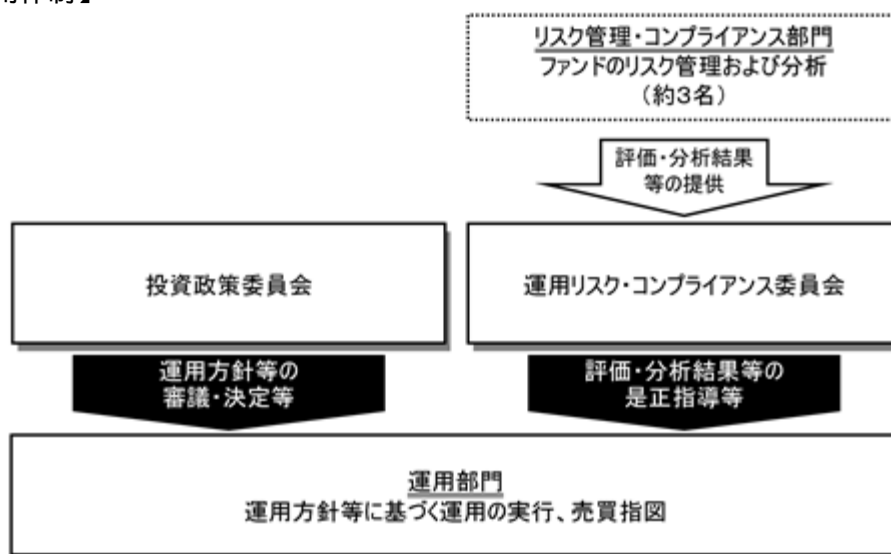 リスク管理・コンプライアンス部門
ファンドのリスク管理および分析
（約３名）
評価・分析結果
等の提供
投資政策委員会
運用リスク・コンプライアンス委員会
運用方針等の
審議・決定等
評価・分析結果等の
是正指導等
運用部門
運用方針等に基づく運用の実行、売買指図